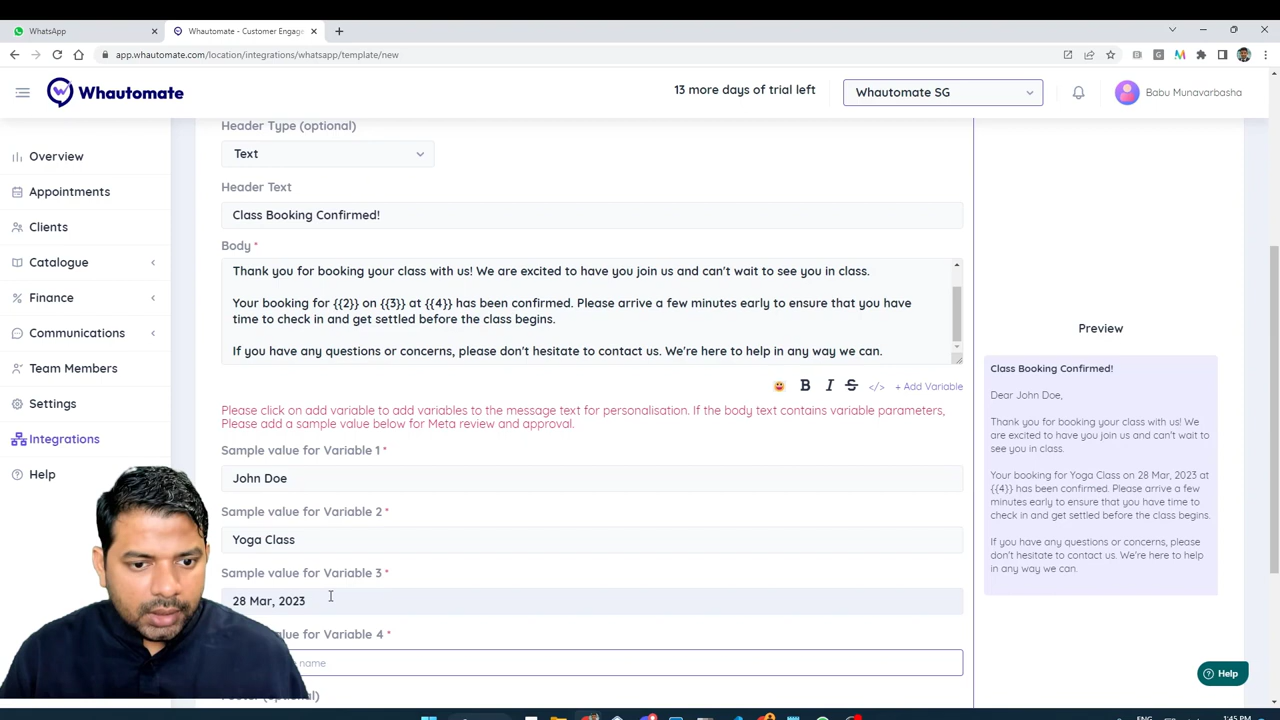 WhatsApp
Whautomate - Customer Engage
app.whautomate.com/location/integrations/whatsapp/template/new
Whautomate
13 more days of trial left
Whautomate SG
Babu Munavarbasha
Overview
Appointments
Clients
Catalogue
Finance
Communications
Team Members
Settings
Integrations
Help
Header Type (optional)
Text
Header Text
Class Booking Confirmed!
Body *
Thank you for booking your class with us! We are excited to have you join us and can't wait to see you in class.
Your booking for {{2}} on {{3}} at {{4}} has been confirmed. Please arrive a few minutes early to ensure that you have
time to check in and get settled before the class begins.
If you have any questions or concerns, please don't hesitate to contact us. We're here to help in any way we can.
B I S </> + Add Variable
Please click on add variable to add variables to the message text for personalisation. If the body text contains variable parameters,
Please add a sample value below for Meta review and approval.
Sample value for Variable 1 *
John Doe
Sample value for Variable 2 *
Yoga Class
Sample value for Variable 3 *
28 Mar, 2023
value for Variable 4 *
name
(optional)
Preview
Class Booking Confirmed!
Dear John Doe,
Thank you for booking your class with us! We
are excited to have you join us and can't wait to
see you in class.
Your booking for Yoga Class on 28 Mar, 2023 at
{{4}} has been confirmed. Please arrive a few
minutes early to ensure that you have time to
check in and get settled before the class begins.
If you have any questions or concerns, please
don't hesitate to contact us. We're here to help
in any way we can.
Help
1:45 PM